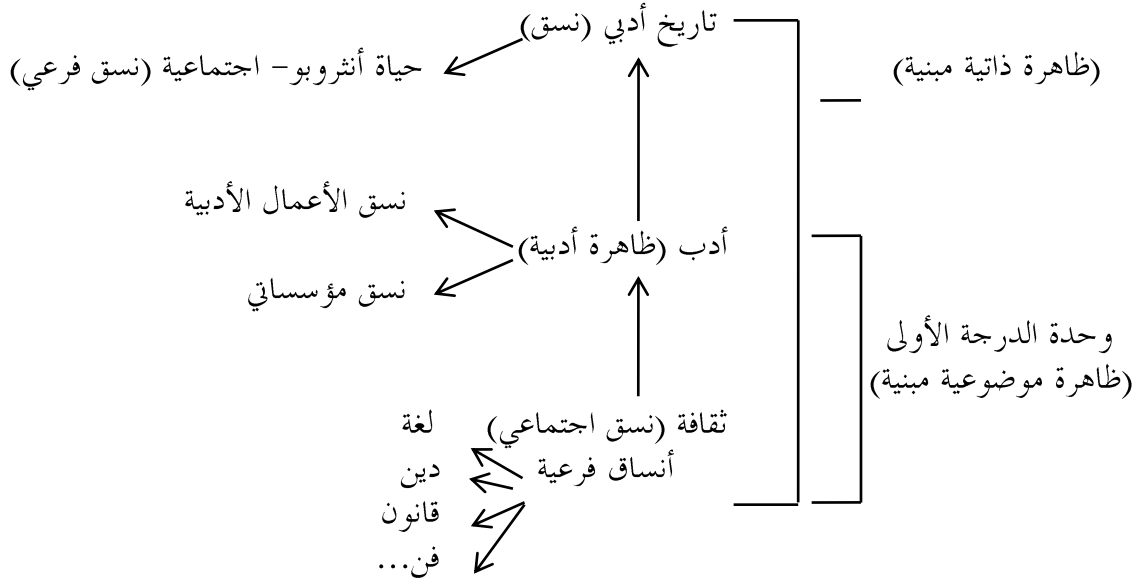 تاريخ أدبي (نسق)
(ظاهرة ذاتية مبنية)
حياة أنثروبو- اجتماعية (نسق فرعي)
نسق الأعمال الأدبية
أدب (ظاهرة أدبية)
نسق مؤسساتي
وحدة الدرجة الأولى
(ظاهرة موضوعية مبنية)
ثقافة (نسق اجتماعي)
أنساق فرعية
لغة
دين
قانون
فن...